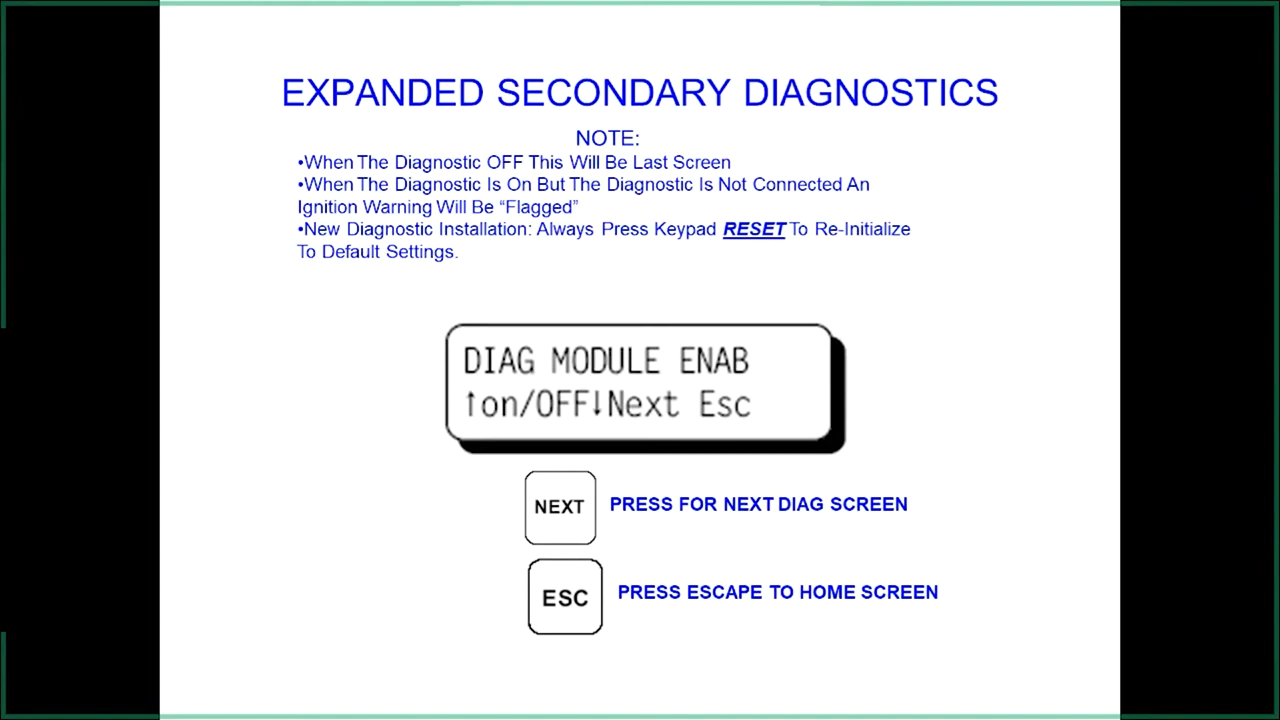 EXPANDED SECONDARY DIAGNOSTICS
NOTE:
•When The Diagnostic OFF This Will Be Last Screen
•When The Diagnostic Is On But The Diagnostic Is Not Connected An
Ignition Warning Will Be “Flagged”
•New Diagnostic Installation: Always Press Keypad RESET To Re-Initialize
To Default Settings.
DIAG MODULE ENAB
↑on/OFF↓Next Esc
NEXT PRESS FOR NEXT DIAG SCREEN
ESC PRESS ESCAPE TO HOME SCREEN